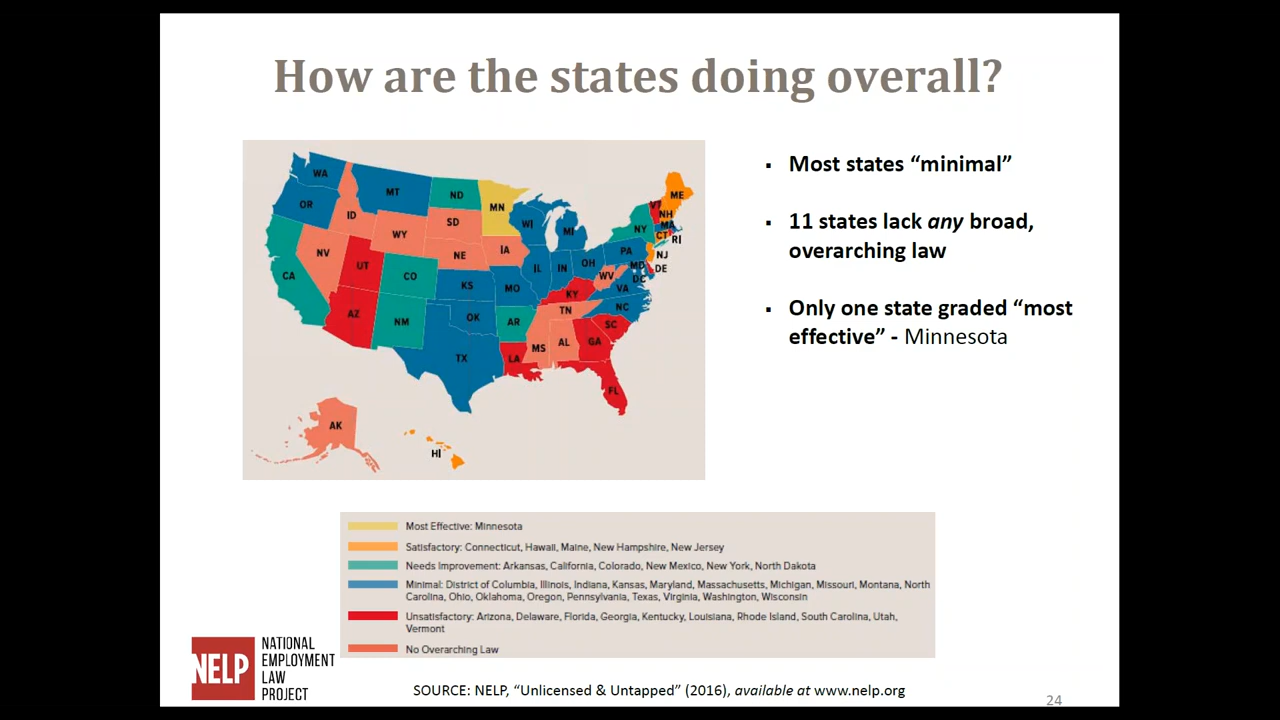 How are the states doing overall?
WA
OR
CA
ID
NV
MT
WY
UT
AZ
CO
NM
ND
SD
NE
KS
OK
TX
MN
IA
MO
AR
LA
WI
IL
MI
IN
OH
KY
TN
MS
AL
GA
FL
SC
NC
VA
WV
PA
NY
VT
NH
ME
MA
CT
RI
NJ
DE
MD
DC
AK
HI
▪ Most states “minimal”
▪ 11 states lack any broad,
overarching law
▪ Only one state graded “most
effective” - Minnesota
Most Effective: Minnesota
Satisfactory: Connecticut, Hawaii, Maine, New Hampshire, New Jersey
Needs Improvement: Arkansas, California, Colorado, New Mexico, New York, North Dakota
Minimal: District of Columbia, Illinois, Indiana, Kansas, Maryland, Massachusetts, Michigan, Missouri, Montana, North
Carolina, Ohio, Oklahoma, Oregon, Pennsylvania, Texas, Virginia, Washington, Wisconsin
Unsatisfactory: Arizona, Delaware, Florida, Georgia, Kentucky, Louisiana, Rhode Island, South Carolina, Utah,
Vermont
No Overarching Law
NELP
NATIONAL
EMPLOYMENT
LAW
PROJECT
SOURCE: NELP, “Unlicensed & Untapped” (2016), available at www.nelp.org
24